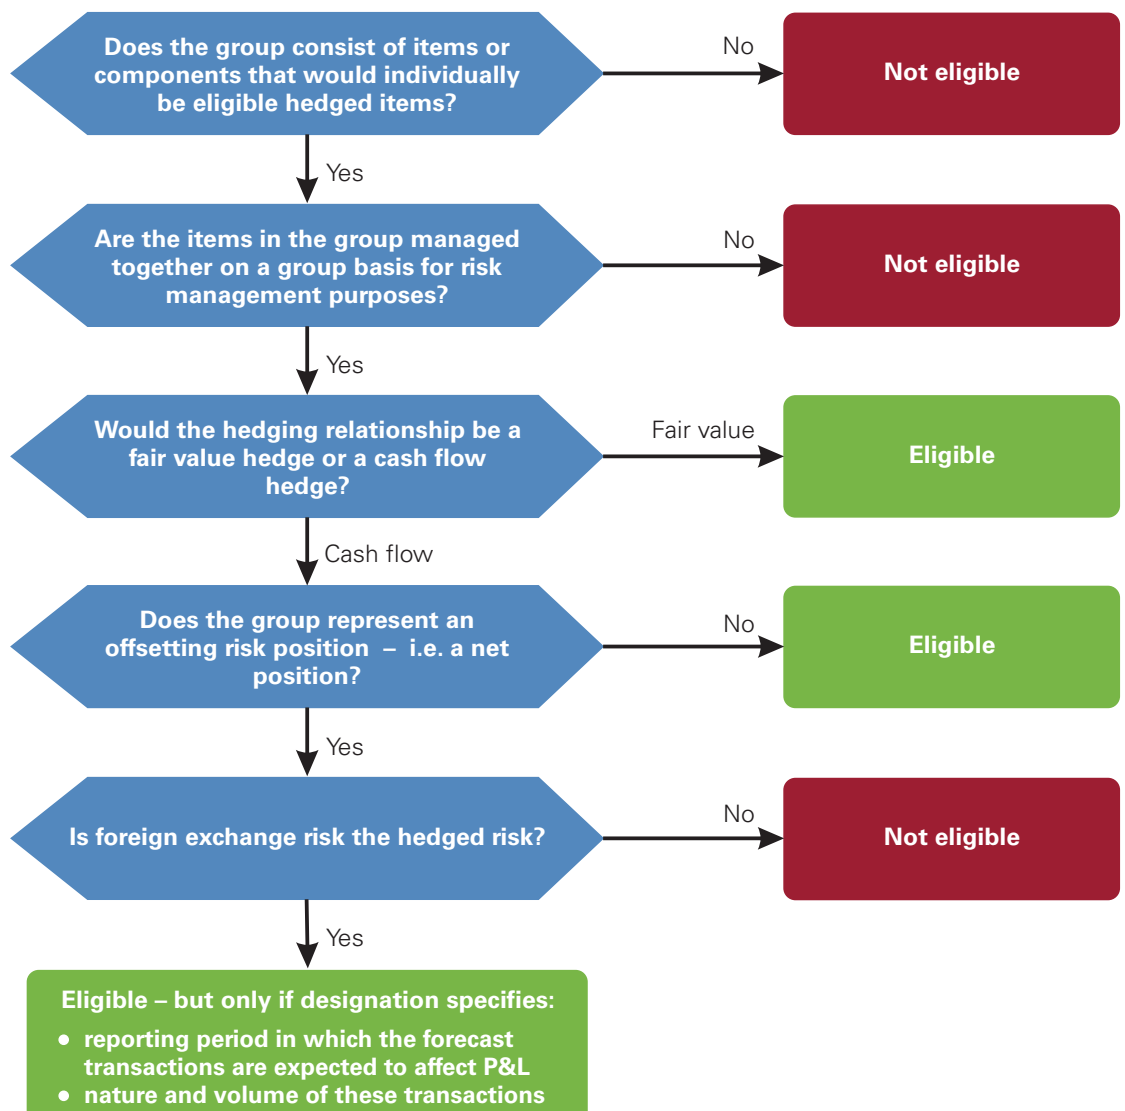 Does the group consist of items or
components that would individually
be eligible hedged items?
No
Not eligible
Yes
Are the items in the group managed
together on a group basis for risk
management purposes?
No
Not eligible
Yes
Would the hedging relationship be a
fair value hedge or a cash flow
hedge?
Fair value
Eligible
Cash flow
Does the group represent an
offsetting risk position – i.e. a net
position?
No
Eligible
Yes
Is foreign exchange risk the hedged risk?
No
Not eligible
Yes
Eligible – but only if designation specifies:
● reporting period in which the forecast
transactions are expected to affect P&L
● nature and volume of these transactions